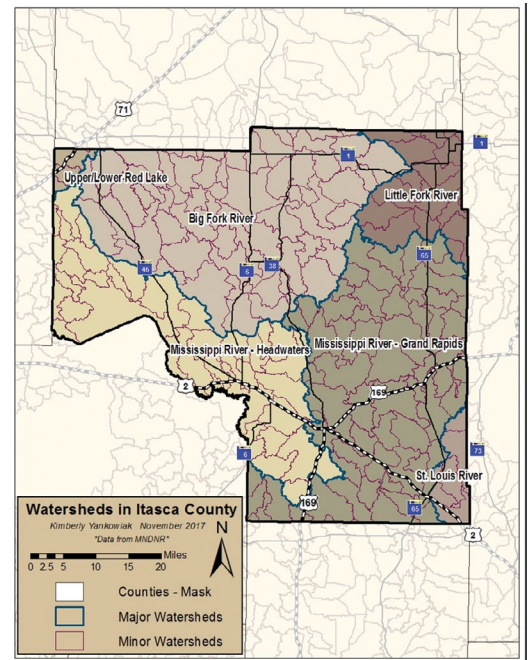 71
1
1
Upper/Lower Red Lake
Little Fork River
Big Fork River
65
38
46
6
Mississippi River - Headwaters
Mississippi River - Grand Rapids
2
169
6
73
St. Louis River
169
65
2
Watersheds in Itasca County
Kimberly Yankowiak November 2017
N
"Data from MNDNR"
Miles
0 2.5 5 10 15 20
Counties - Mask
Major Watersheds
Minor Watersheds